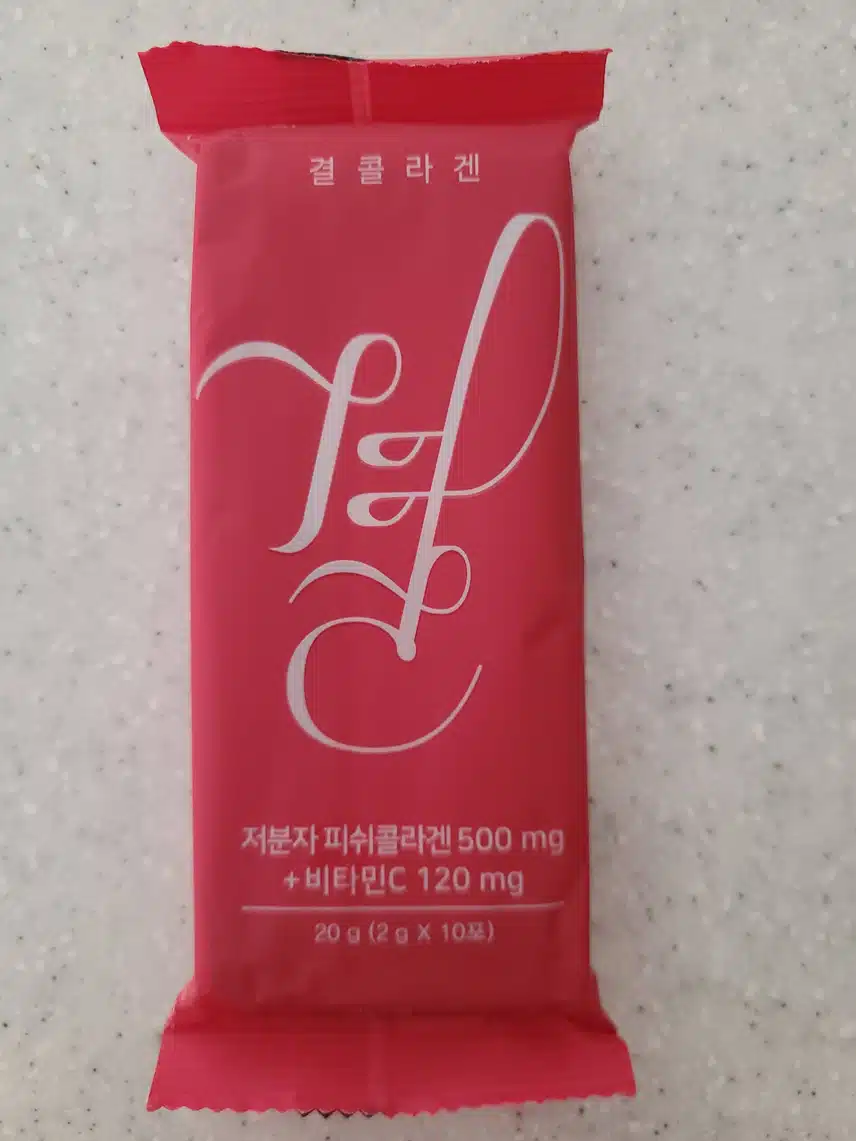 결콜라겐
결
저분자 피쉬콜라겐 500 mg
+ 비타민C 120 mg
20 g (2 g X 10포)